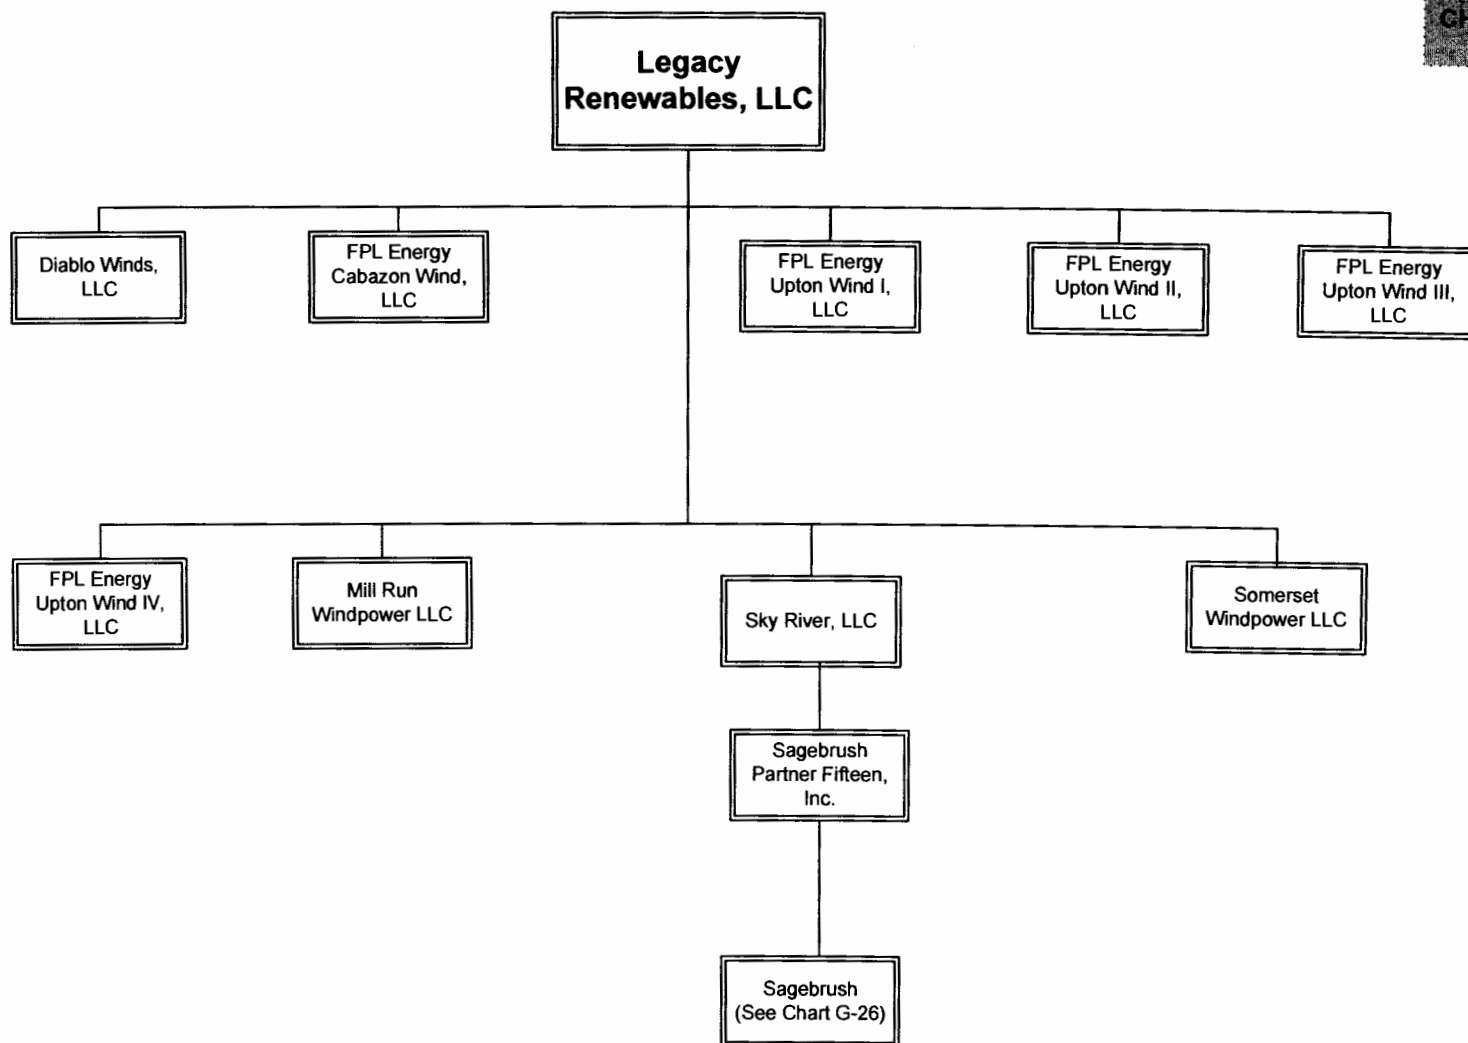 Legacy
Renewables, LLC
Diablo Winds,
LLC
FPL Energy
Cabazon Wind,
LLC
FPL Energy
Upton Wind I,
LLC
FPL Energy
Upton Wind II,
LLC
FPL Energy
Upton Wind III,
LLC
FPL Energy
Upton Wind IV,
LLC
Mill Run
Windpower LLC
Sky River, LLC
Somerset
Windpower LLC
Sagebrush
Partner Fifteen,
Inc.
Sagebrush
(See Chart G-26)